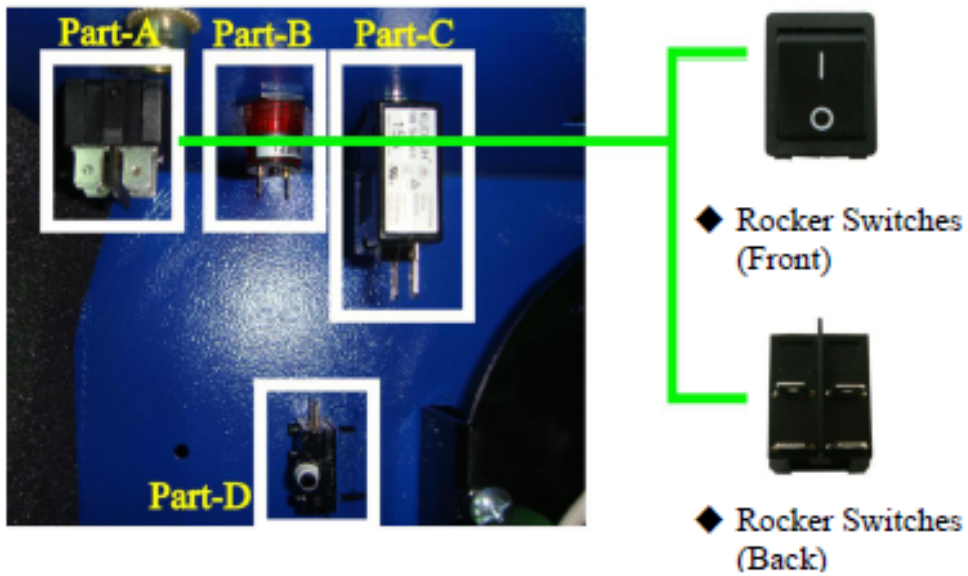 Part-A
Part-B
Part-C
Part-D
◆ Rocker Switches
(Front)
◆ Rocker Switches
(Back)